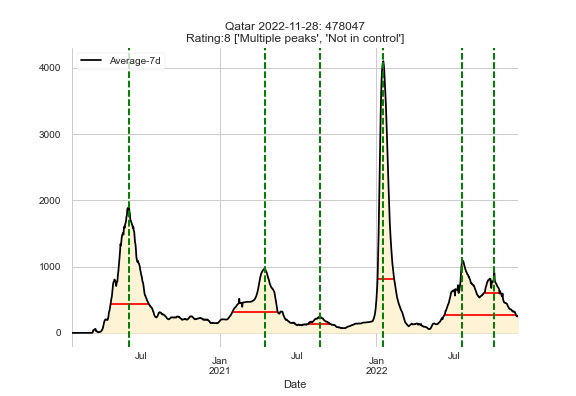 Qatar 2022-11-28: 478047
Rating:8 ['Multiple peaks', 'Not in control']
Average-7d
4000
3000
2000
1000
0
Jul
Jan
2021
Jul
Jan
2022
Jul
Date